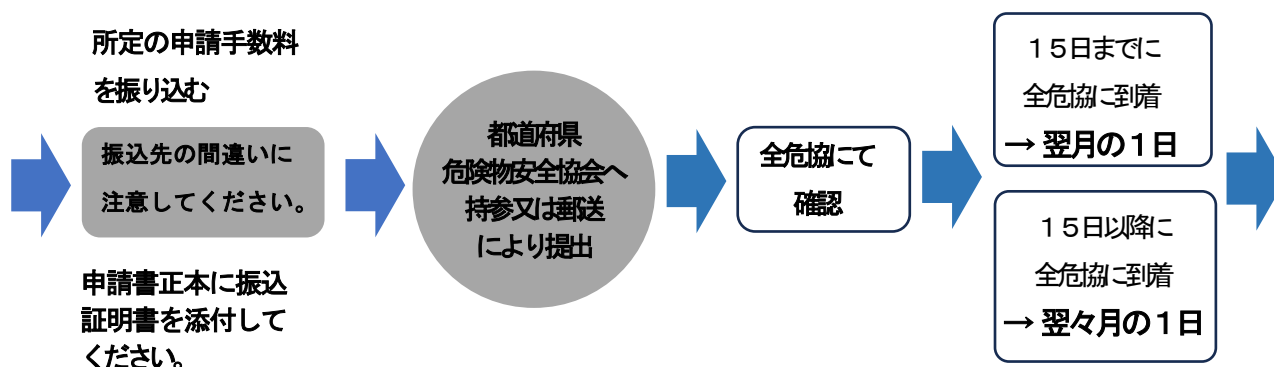 所定の申請手数料
を振り込む
振込先の間違いに
注意してください。
申請書正本に振込
証明書を添付して
ください。
都道府県
危険物安全協会へ
持参又は郵送
により提出
全危協にて
確認
１５日までに
全危協に到着
→ 翌月の１日
１５日以降に
全危協に到着
→ 翌々月の１日